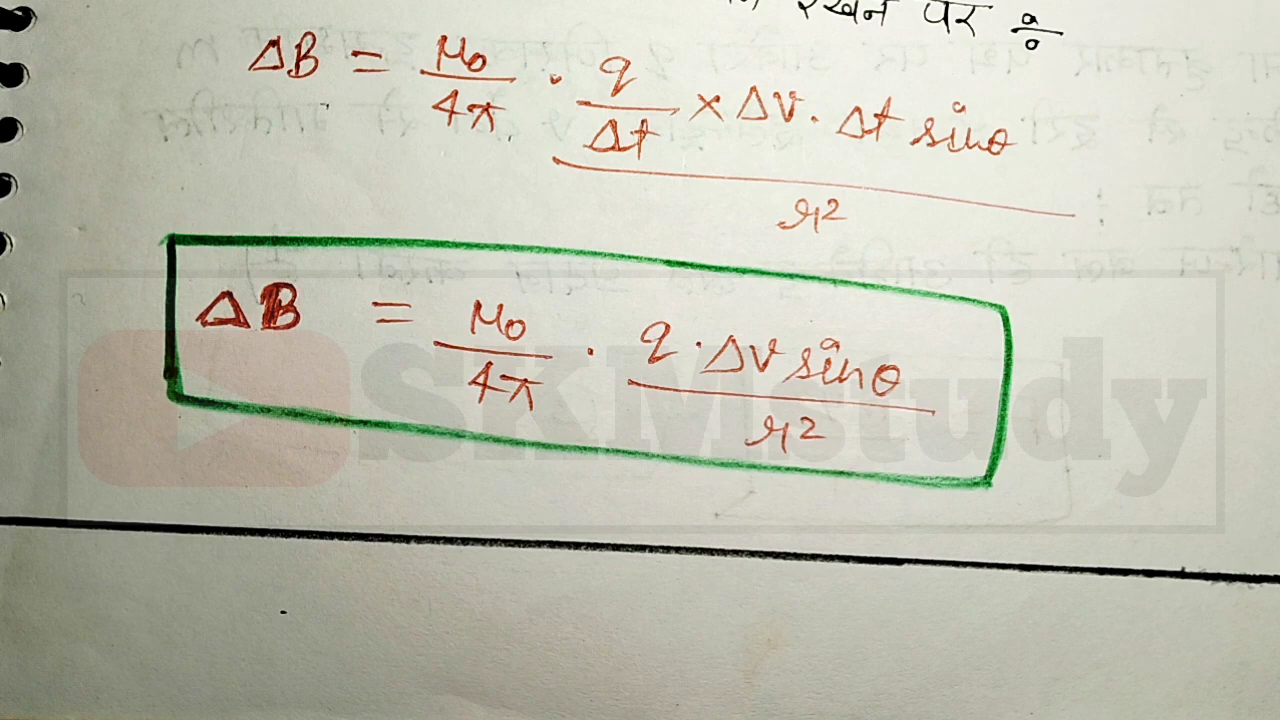 रखने पर ÷
ΔB = μ₀/4π · q/Δt × Δv · Δt sinθ / r²
ΔB = μ₀/4π · q · Δv sinθ / r²
SKMstudy